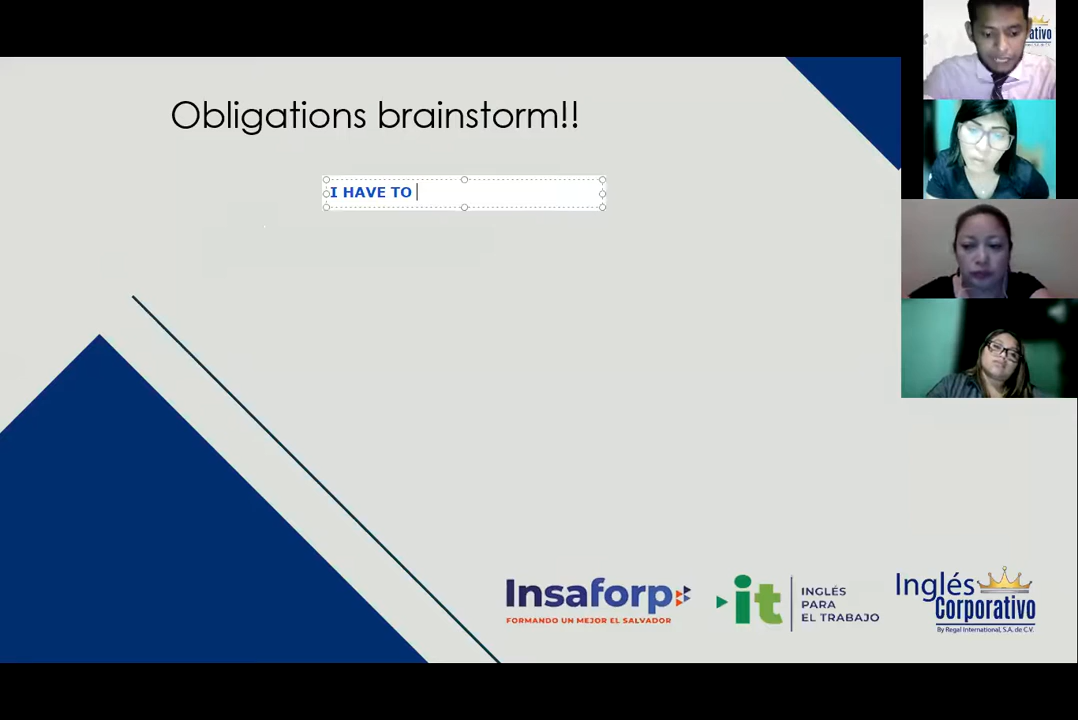 Obligations brainstorm!!
I HAVE TO
Insaforp
FORMANDO UN MEJOR EL SALVADOR
it
INGLÉS
PARA
EL TRABAJO
Inglés
Corporativo
By Regal International, S.A. de C.V.
ativo